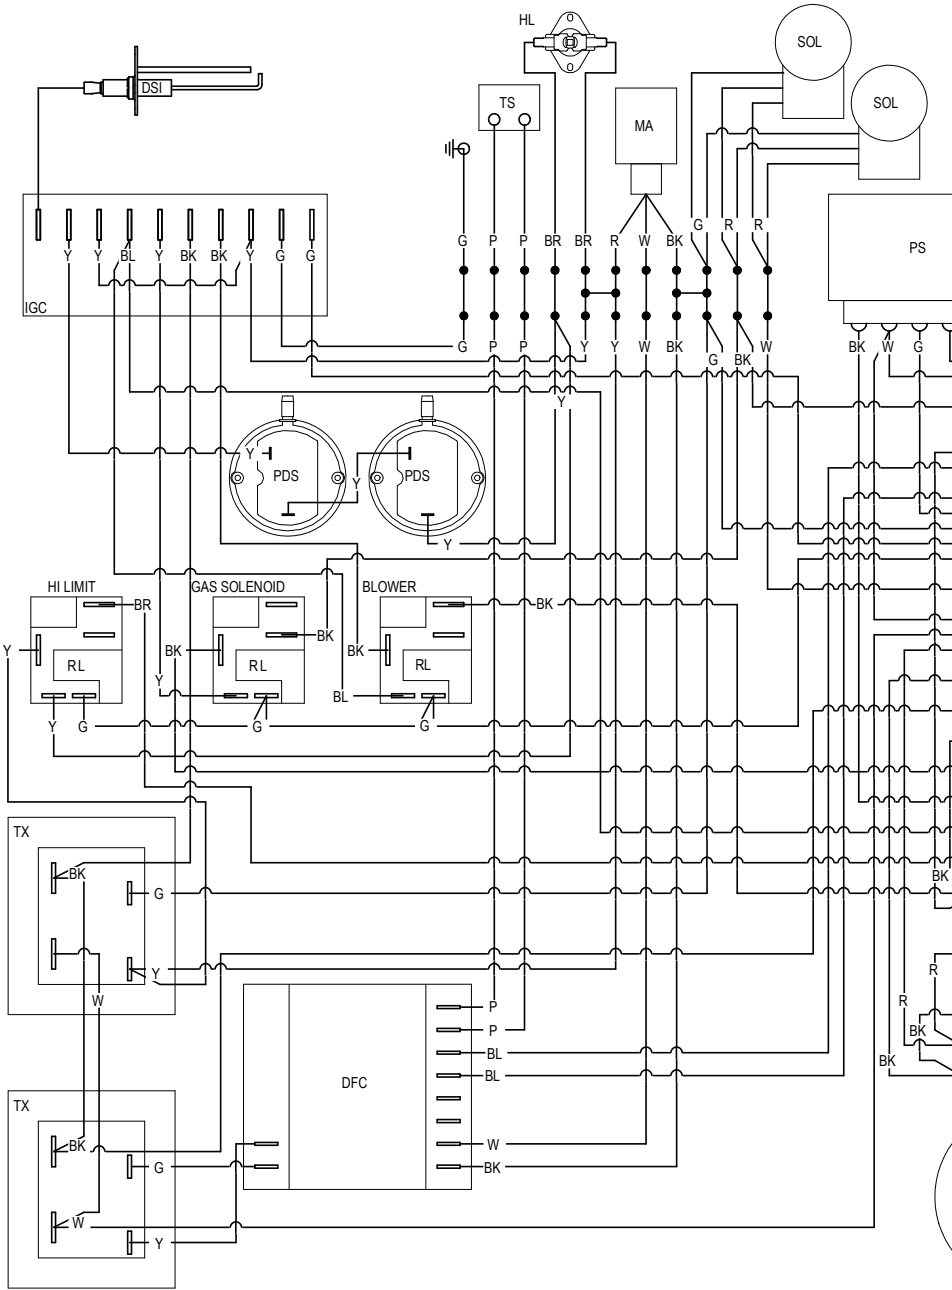 HL
SOL
DSI
TS
SOL
MA
G R R
G P P BR BR R W BK
PS
Y Y BL Y BK BK Y G G
IGC
G P P Y Y W BK G BK W
BK W G
Y
Y PDS
Y PDS
Y
HI LIMIT
GAS SOLENOID
BLOWER
BR
BK
BK
Y
RL
BK
RL
BK
RL
Y
BL
Y G
G
G
TX
BK
G
BK
Y
W
R
R
P
BK
P
DFC
BL
BK
BL
TX
BK
W
G
BK
W
Y